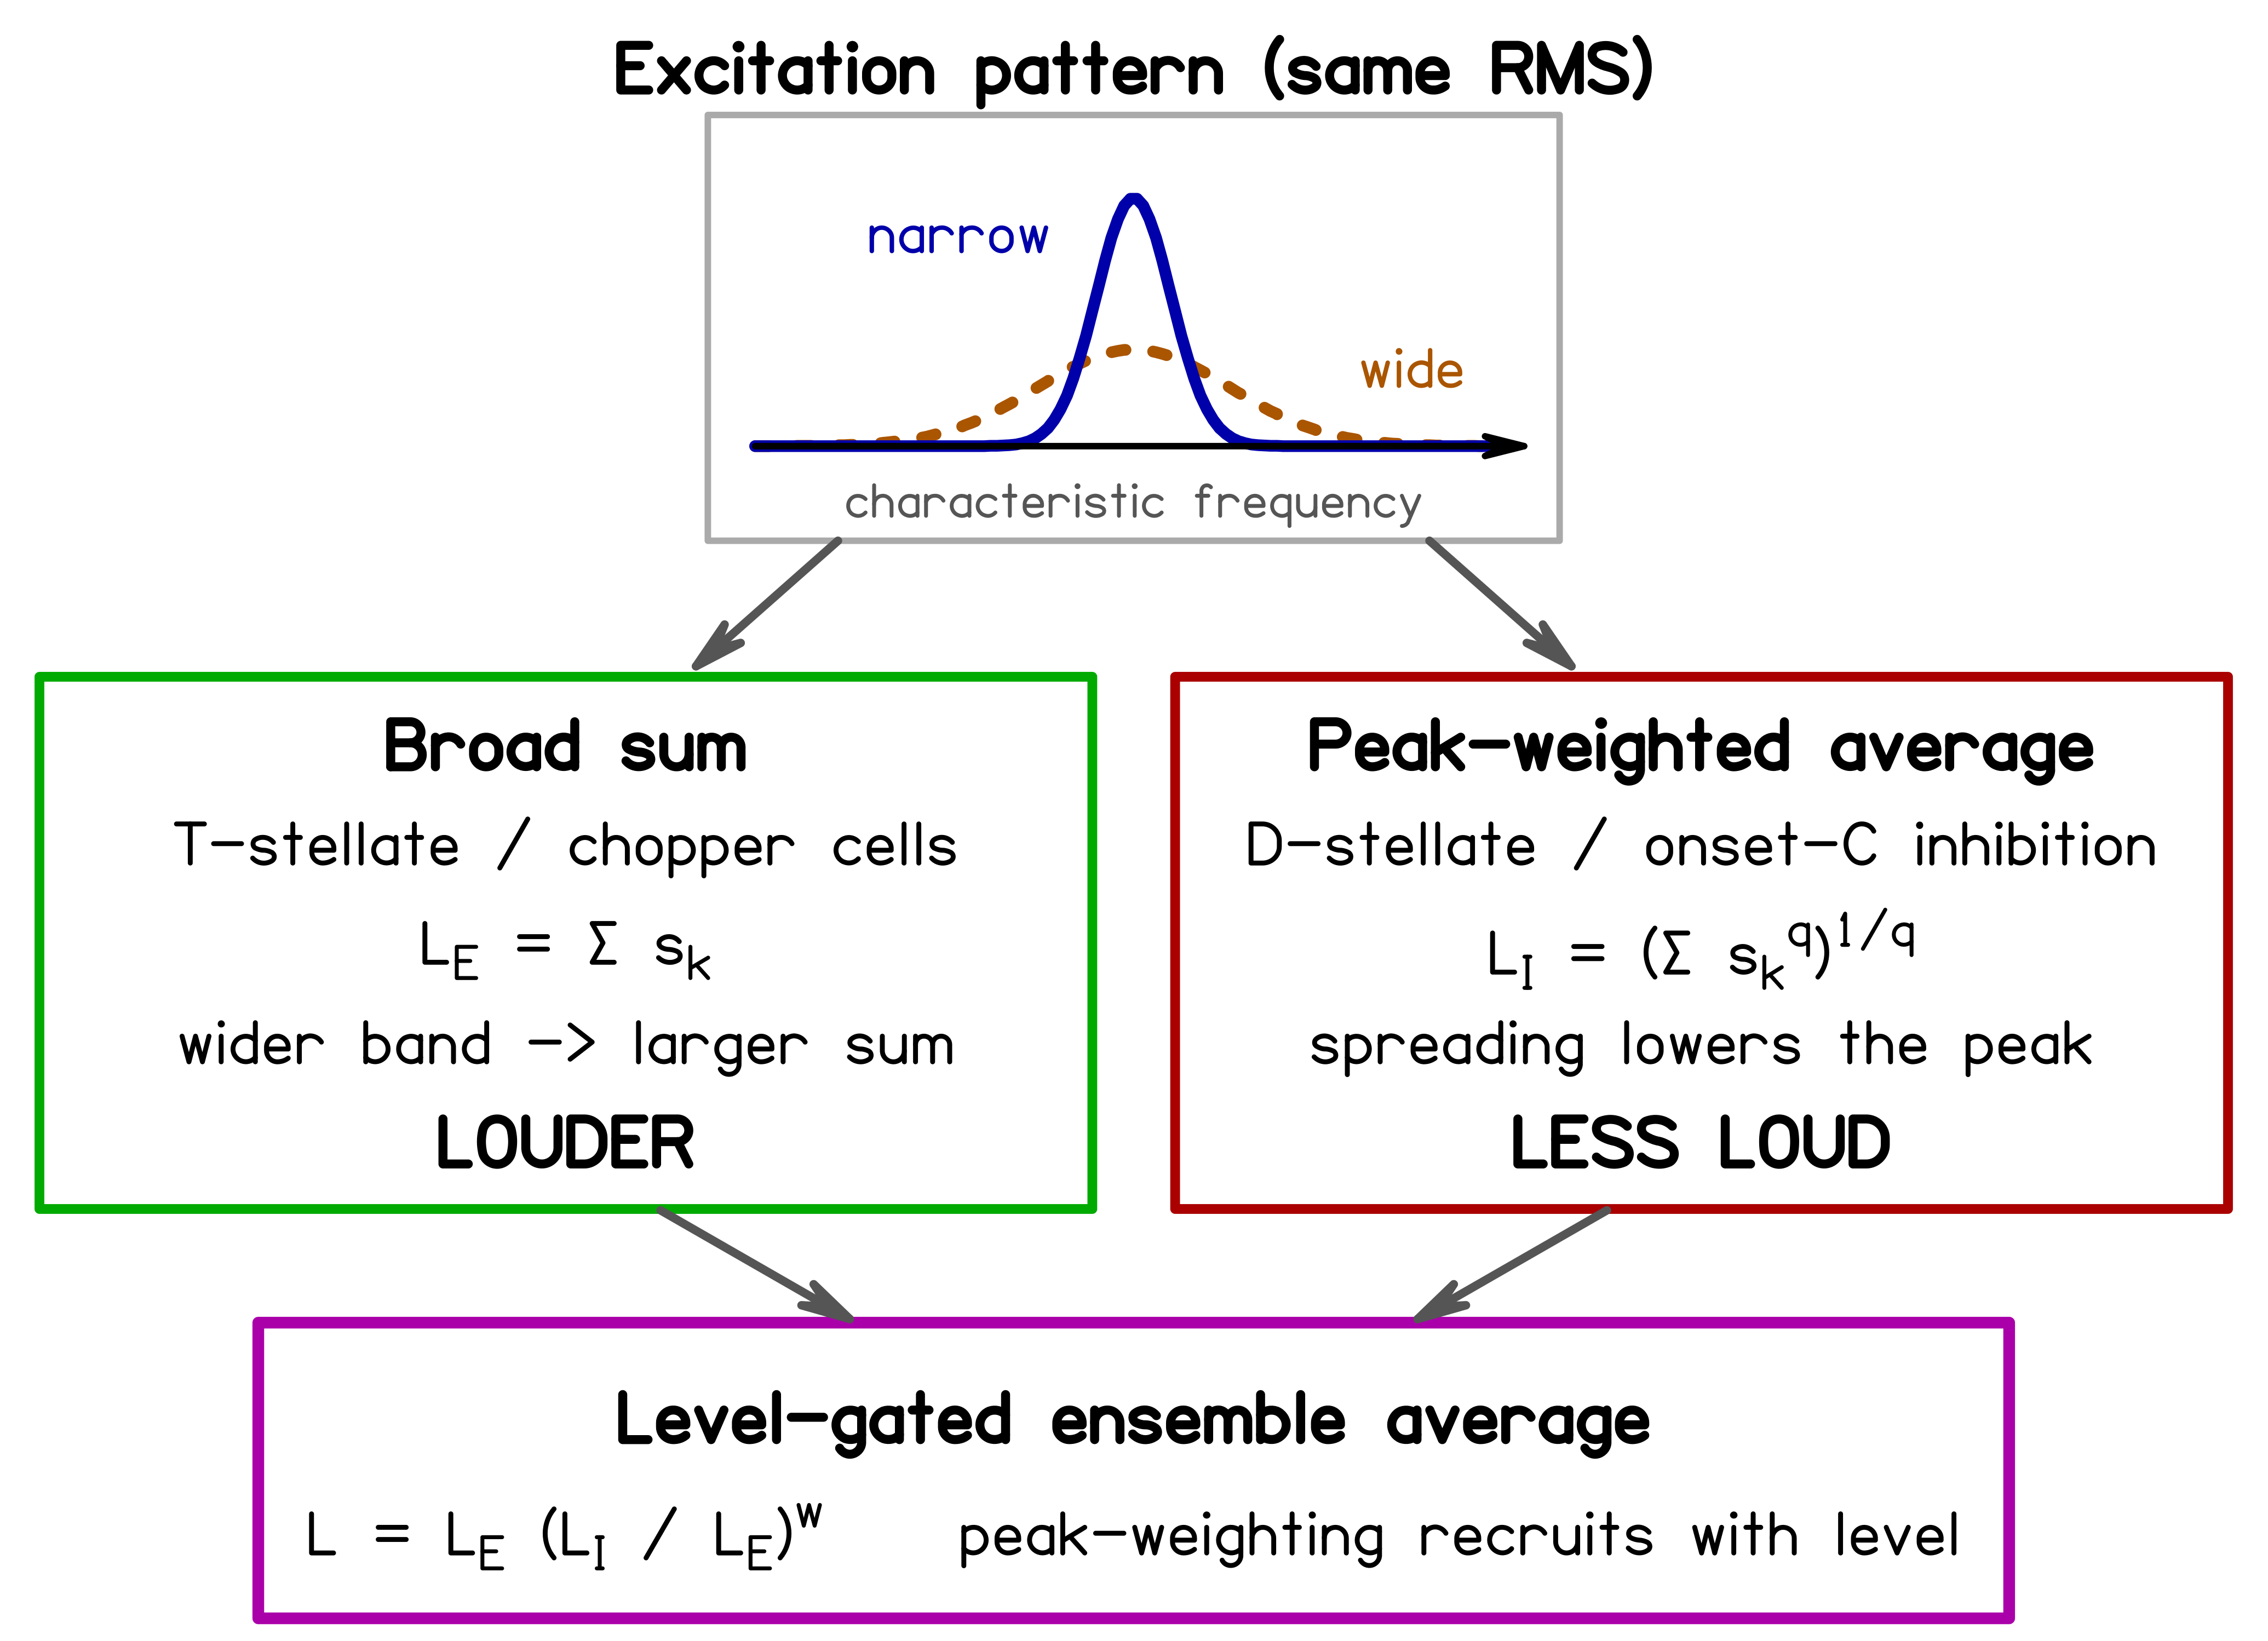 Excitation pattern (same RMS)
narrow
wide
characteristic frequency
Broad sum
T-stellate / chopper cells
L_E = Σ s_k
wider band -> larger sum
LOUDER
Peak-weighted average
D-stellate / onset-C inhibition
L_I = (Σ s_k^q)^1/q
spreading lowers the peak
LESS LOUD
Level-gated ensemble average
L = L_E (L_I / L_E)^w peak-weighting recruits with level